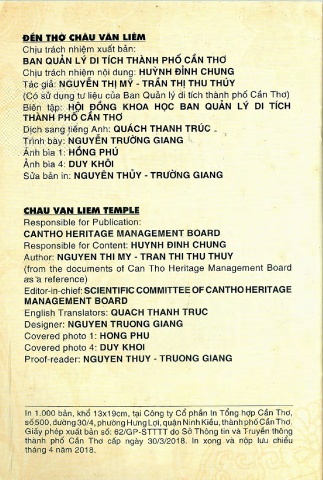 ĐỀN THỜ CHÂU VĂN LIÊM
Chịu trách nhiệm xuất bản:
BAN QUẢN LÝ DI TÍCH THÀNH PHỐ CẦN THƠ
Chịu trách nhiệm nội dung: HUỲNH ĐÌNH CHUNG
Tác giả: NGUYỄN THỊ MỸ - TRẦN THỊ THU THỦY
(Có sử dụng tư liệu của Ban Quản lý di tích thành phố Cần Thơ)
Biên tập: HỘI ĐỒNG KHOA HỌC BAN QUẢN LÝ DI TÍCH
THÀNH PHỐ CẦN THƠ
Dịch sang tiếng Anh: QUÁCH THANH TRÚC
Trình bày: NGUYỄN TRƯỜNG GIANG
Ảnh bìa 1: HỒNG PHÚ
Ảnh bìa 4: DUY KHÔI
Sửa bản in: NGUYÊN THỦY - TRƯỜNG GIANG
CHAU VAN LIEM TEMPLE
Responsible for Publication:
CANTHO HERITAGE MANAGEMENT BOARD
Responsible for Content: HUYNH ĐINH CHUNG
Author: NGUYEN THI MY - TRAN THI THU THUY
(from the documents of Can Tho Heritage Management Board
as a reference)
Editor-in-chief: SCIENTIFIC COMMITTEE OF CANTHO HERITAGE
MANAGEMENT BOARD
English Translators: QUACH THANH TRUC
Designer: NGUYEN TRUONG GIANG
Covered photo 1: HONG PHU
Covered photo 4: DUY KHOI
Proof-reader: NGUYEN THUY - TRUONG GIANG
In 1.000 bản, khổ 13x19cm, tại Công ty Cổ phần In Tổng hợp Cần Thơ,
số 500, đường 30/4, phường Hưng Lợi, quận Ninh Kiều, thành phố Cần Thơ.
Giấy phép xuất bản số: 62/GP-STTTT do Sở Thông tin và Truyền thông
thành phố Cần Thơ cấp ngày 30/3/2018. In xong và nộp lưu chiểu
tháng 4 năm 2018.